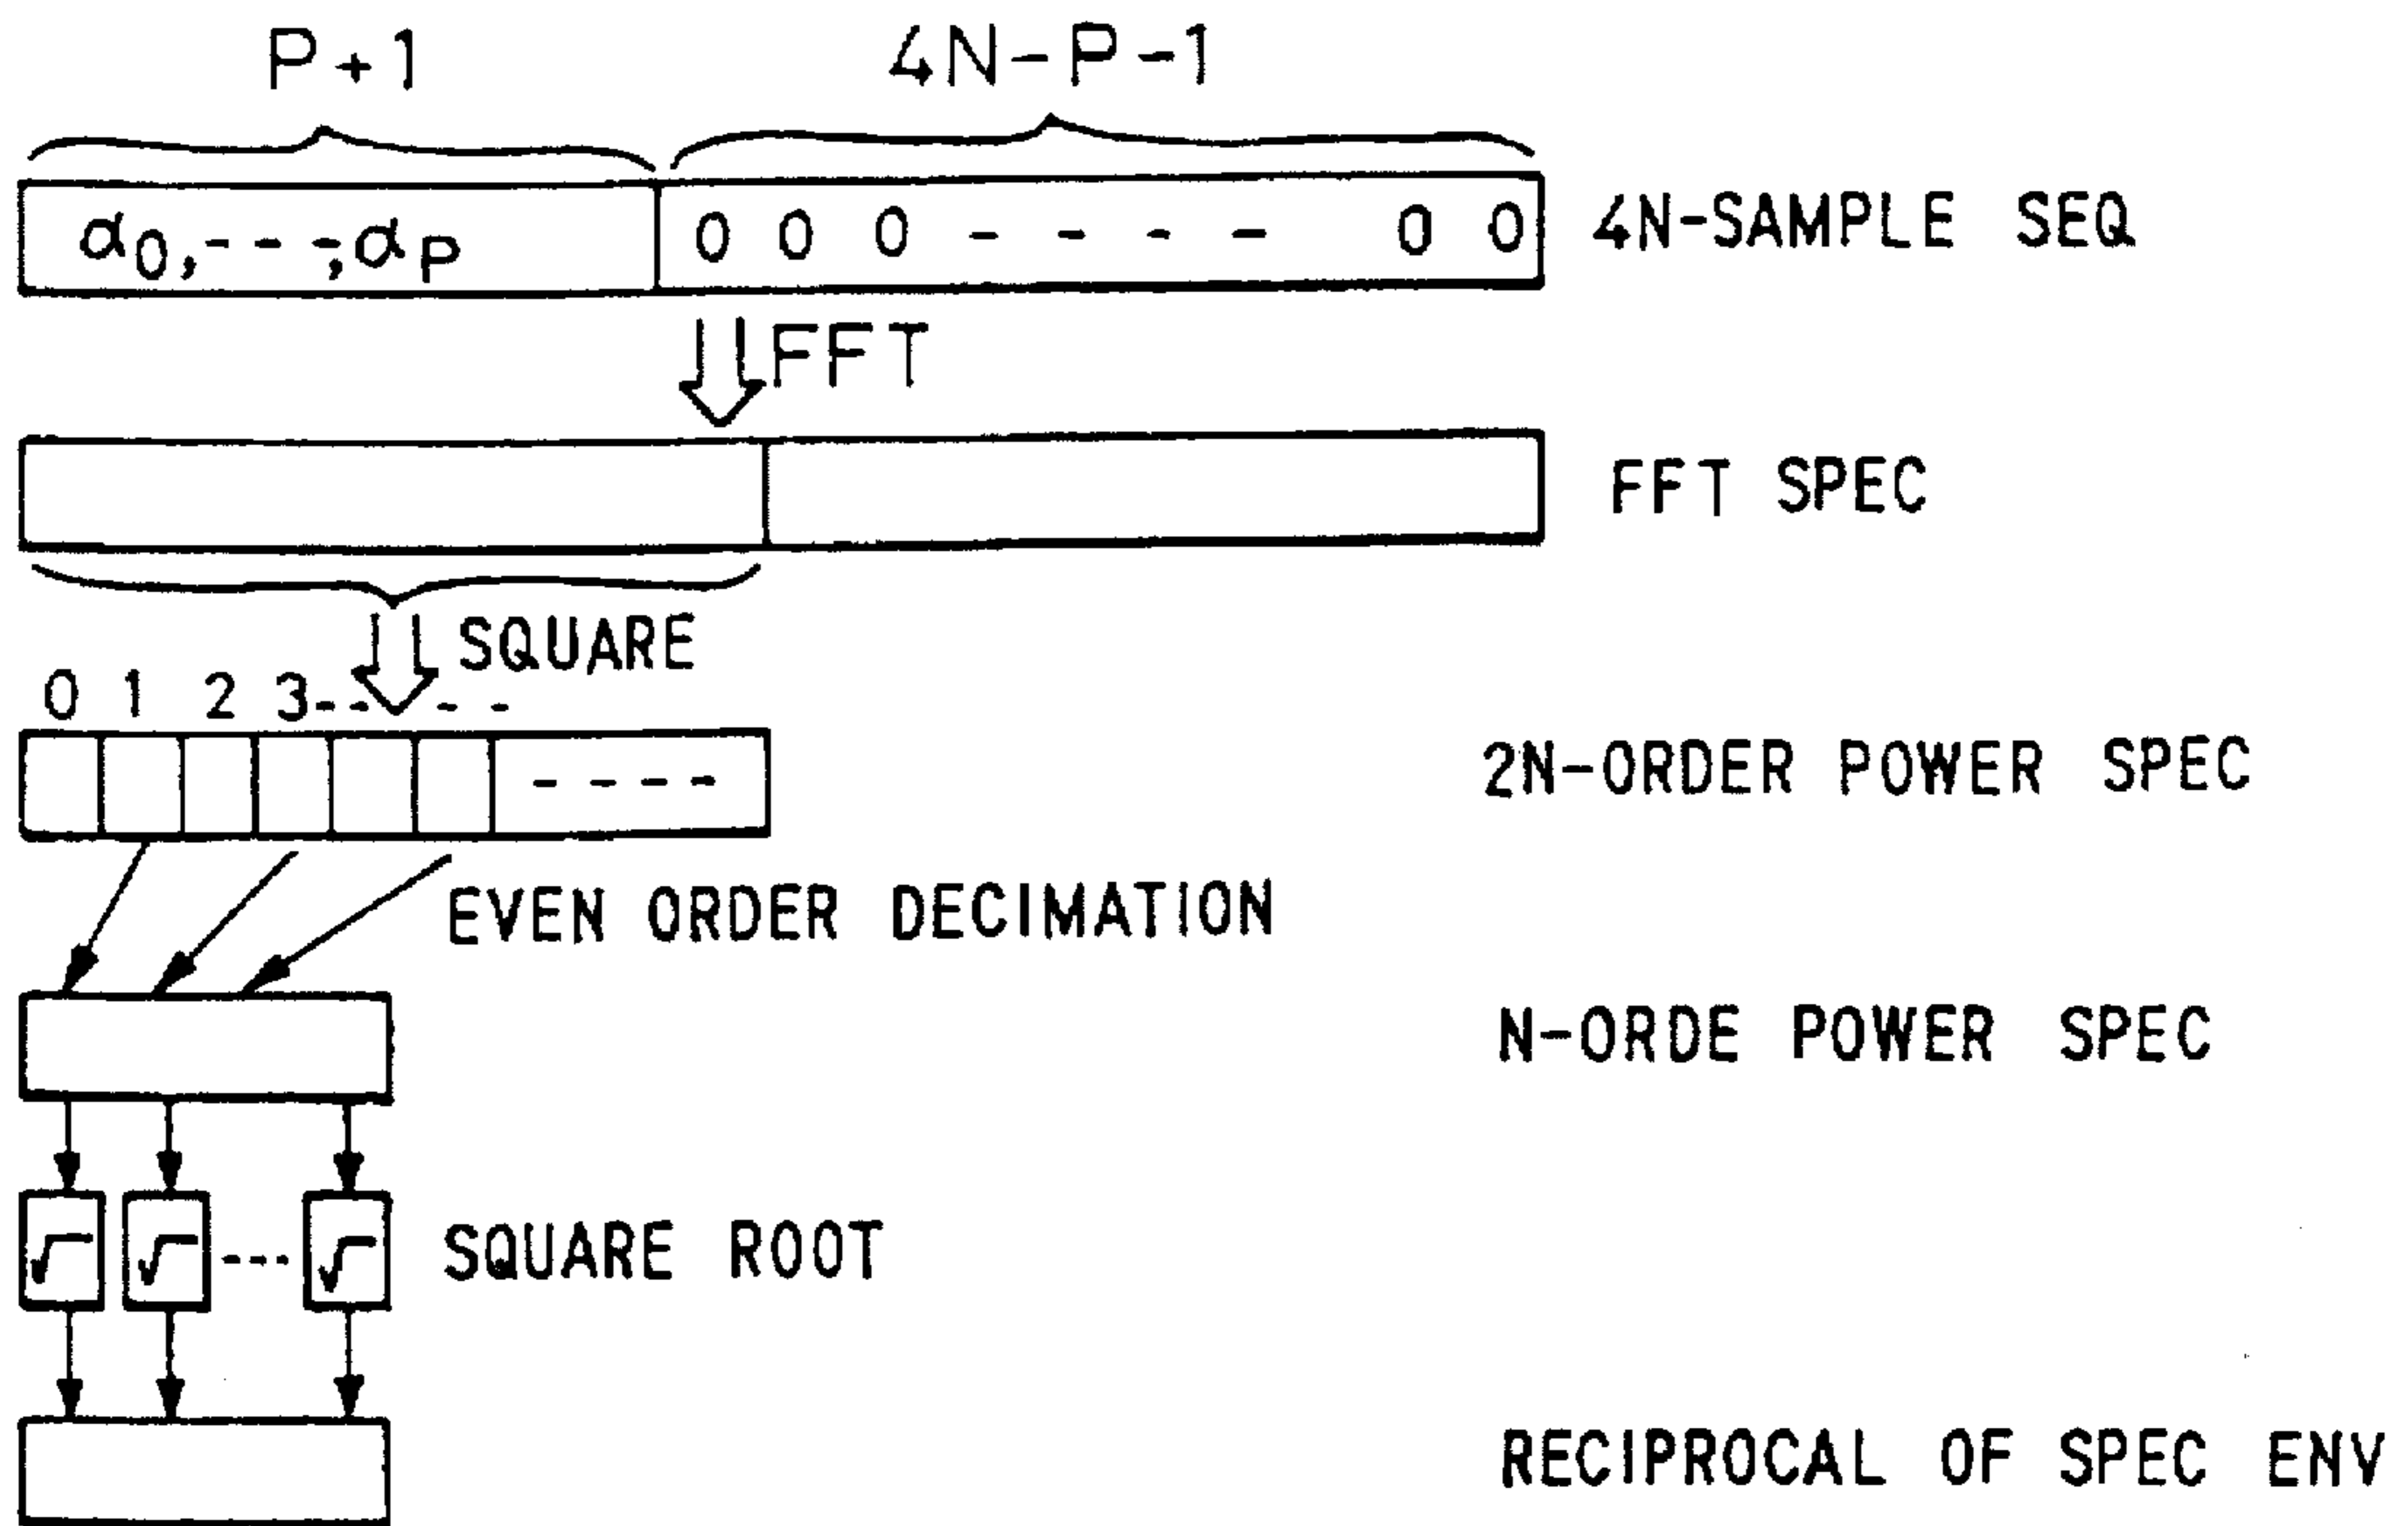 P+1 4N-P-1
α0,---,αP 0 0 0 - - - - 0 0 4N-SAMPLE SEQ
FFT
FFT SPEC
SQUARE
0 1 2 3-- --
---- 2N-ORDER POWER SPEC
EVEN ORDER DECIMATION
N-ORDE POWER SPEC
√ √ --- √ SQUARE ROOT
RECIPROCAL OF SPEC ENV